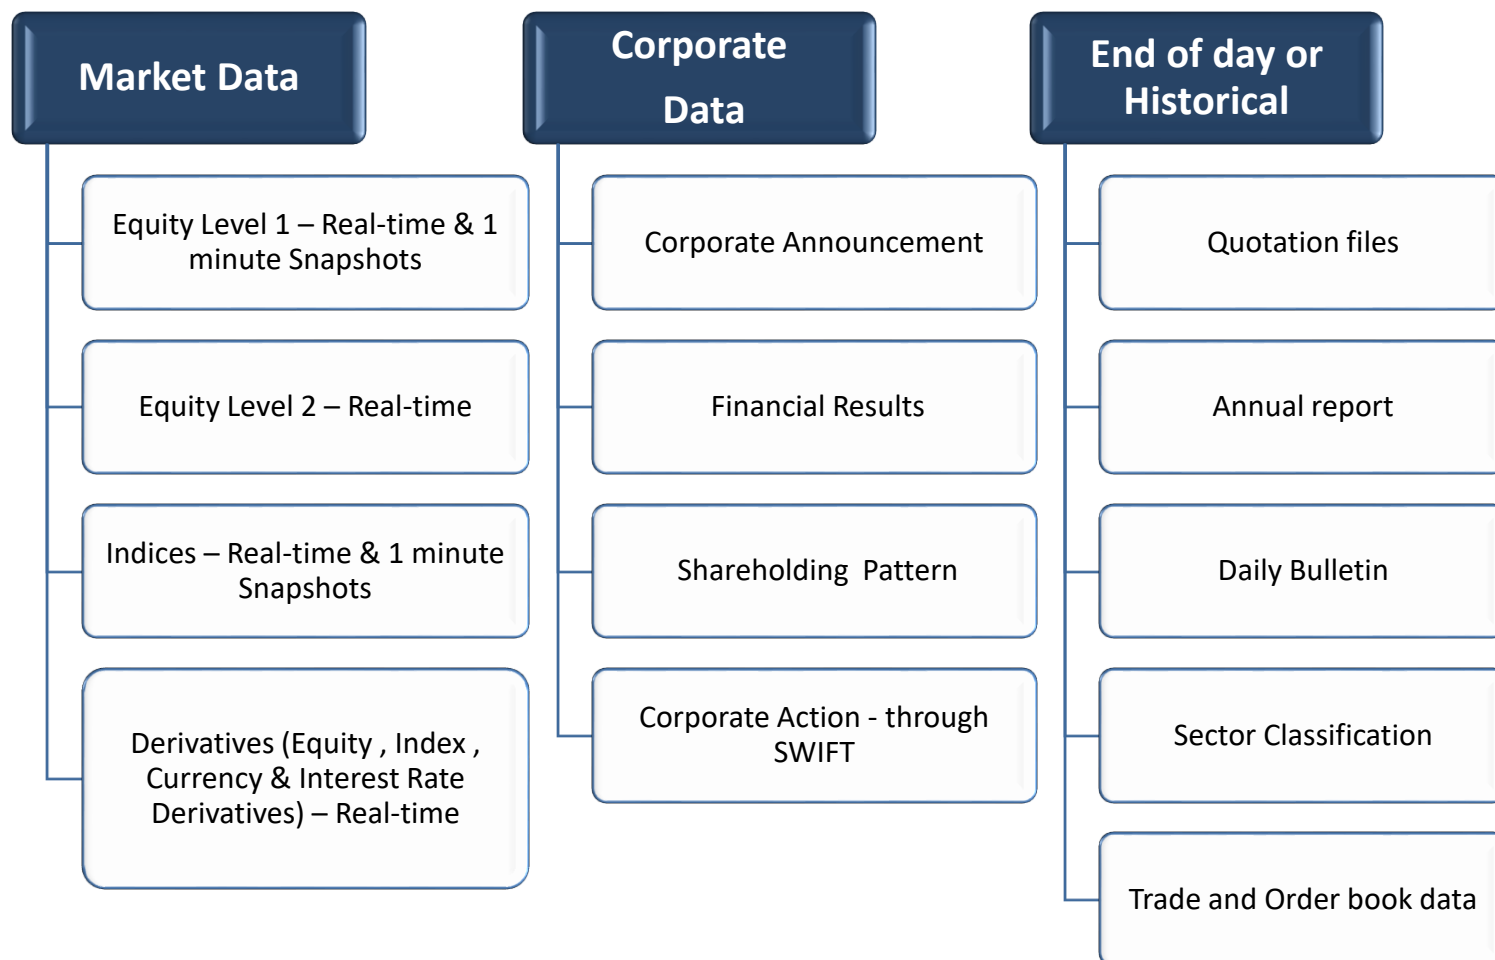 Market Data
Equity Level 1 – Real-time & 1
minute Snapshots
Equity Level 2 – Real-time
Indices – Real-time & 1 minute
Snapshots
Derivatives (Equity , Index ,
Currency & Interest Rate
Derivatives) – Real-time
Corporate
Data
Corporate Announcement
Financial Results
Shareholding  Pattern
Corporate Action - through
SWIFT
End of day or
Historical
Quotation files
Annual report
Daily Bulletin
Sector Classification
Trade and Order book data